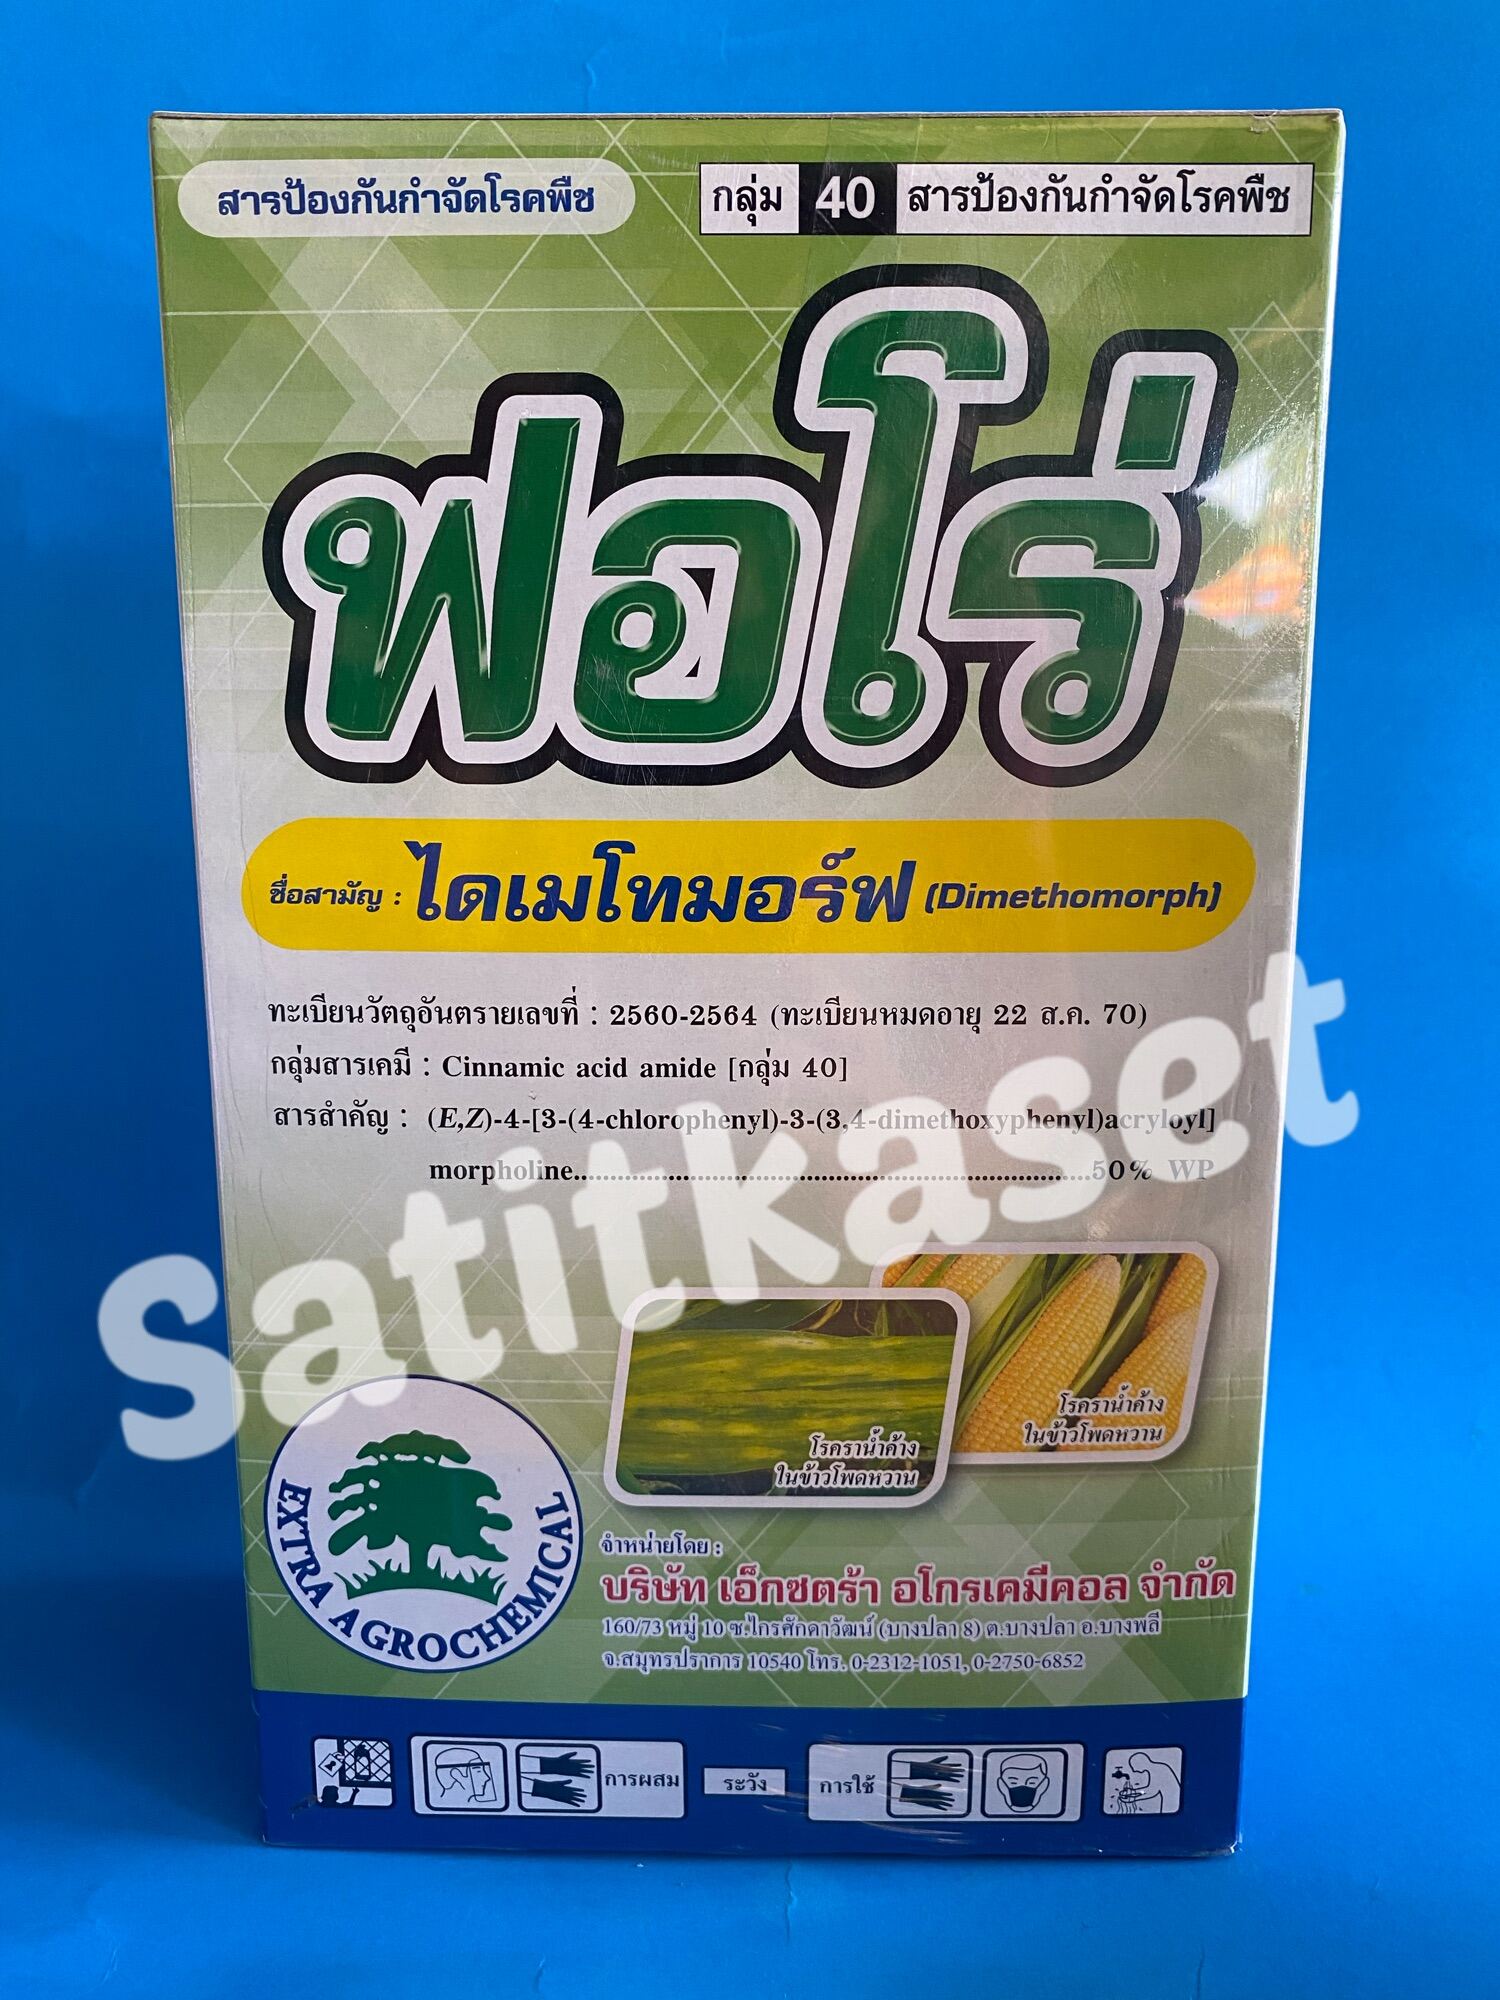 สารป้องกันกำจัดโรคพืช
กลุ่ม 40 สารป้องกันกำจัดโรคพืช
ฟอโร่
ชื่อสามัญ : ไดเมโทมอร์ฟ (Dimethomorph)
ทะเบียนวัตถุอันตรายเลขที่ : 2560-2564 (ทะเบียนหมดอายุ 22 ส.ค. 70)
กลุ่มสารเคมี : Cinnamic acid amide [กลุ่ม 40]
สารสำคัญ : (E,Z)-4-[3-(4-chlorophenyl)-3-(3,4-dimethoxyphenyl)acryloyl]
morpholine....................................................................................50% WP
Satitkaset
โรคราน้ำค้าง
ในข้าวโพดหวาน
โรคราน้ำค้าง
ในข้าวโพดหวาน
EXTRA AGROCHEMICAL
จำหน่ายโดย :
บริษัท เอ็กซตร้า อโกรเคมีคอล จำกัด
160/73 หมู่ 10 ซ.ไกรศักดาวัฒน์ (บางปลา 8) ต.บางปลา อ.บางพลี
จ.สมุทรปราการ 10540 โทร. 0-2312-1051, 0-2750-6852
การผสม
ระวัง
การใช้